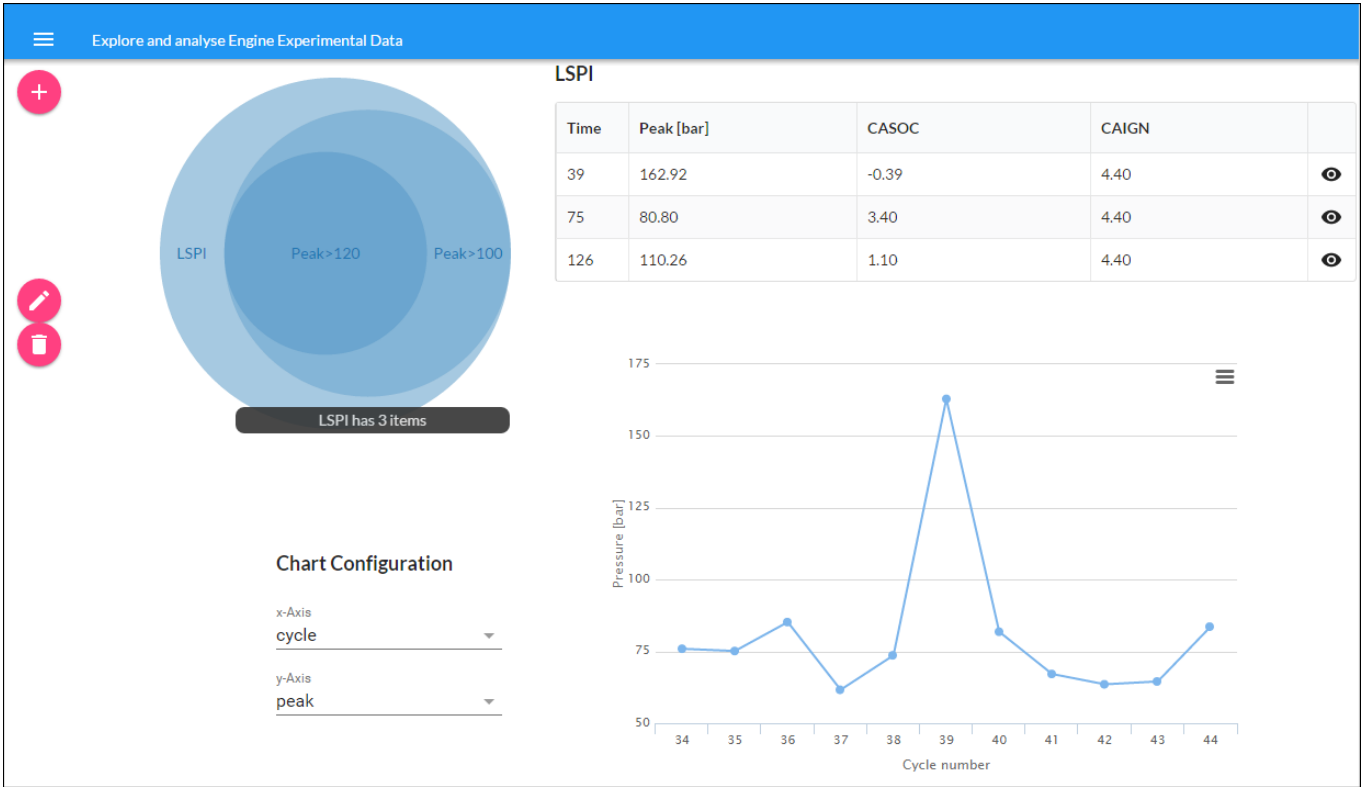 Explore and analyse Engine Experimental Data
LSPI
Peak>120
Peak>100
LSPI has 3 items
Chart Configuration
x-Axis
cycle
y-Axis
peak
LSPI
Time Peak [bar] CASOC CAIGN
39 162.92 -0.39 4.40
75 80.80 3.40 4.40
126 110.26 1.10 4.40
175
150
125
100
75
50
Pressure [bar]
34 35 36 37 38 39 40 41 42 43 44
Cycle number